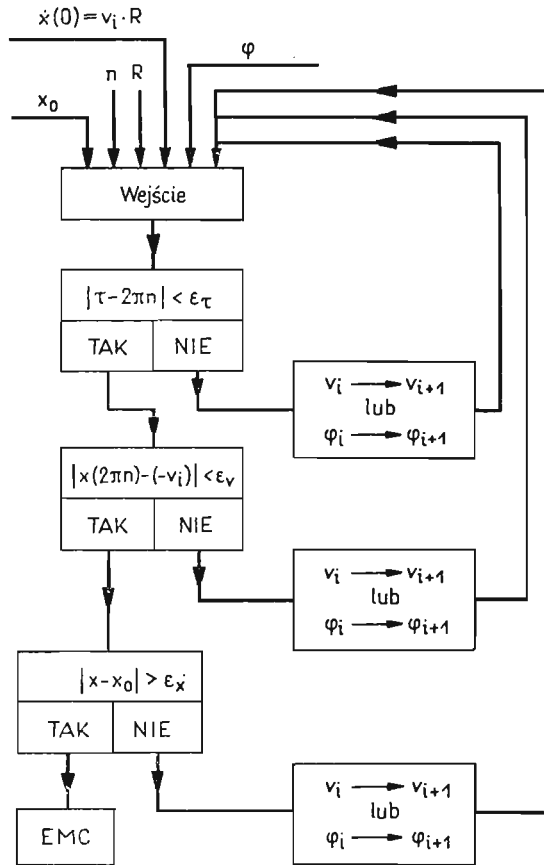 ẋ(0) = vᵢ · R
φ
n R
x₀
Wejście
|τ-2πn| < ε_τ
TAK NIE
vᵢ → vᵢ₊₁
lub
φᵢ → φᵢ₊₁
|x(2πn)-(-vᵢ)| < εᵥ
TAK NIE
vᵢ → vᵢ₊₁
lub
φᵢ → φᵢ₊₁
|x-x₀| > ε_ẋ
TAK NIE
vᵢ → vᵢ₊₁
lub
φᵢ → φᵢ₊₁
EMC